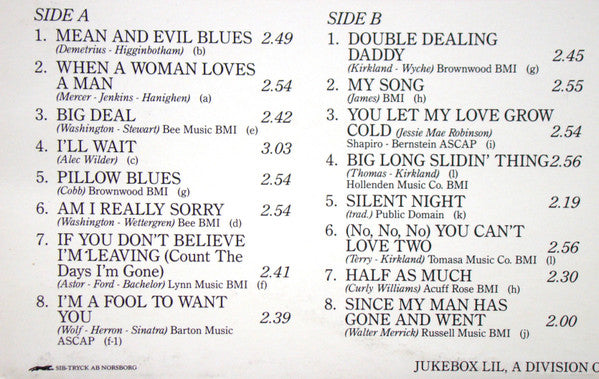 SIDE A
1. MEAN AND EVIL BLUES 2.49
(Demetrius - Higginbotham) (b)
2. WHEN A WOMAN LOVES
A MAN 2.54
(Mercer - Jenkins - Hanighen) (a)
3. BIG DEAL 2.42
(Washington - Stewart) Bee Music BMI (e)
4. I'LL WAIT 3.03
(Alec Wilder) (c)
5. PILLOW BLUES 2.54
(Cobb) Brownwood BMI (g)
6. AM I REALLY SORRY 2.54
(Washington - Wettergren) Bee BMI (d)
7. IF YOU DON'T BELIEVE
I'M LEAVING (Count The
Days I'm Gone) 2.41
(Astor - Ford - Bachelor) Lynn Music BMI (f)
8. I'M A FOOL TO WANT
YOU 2.39
(Wolf - Herron - Sinatra) Barton Music
ASCAP (f-1)
SIB-TRYCK AB NORSBORG
SIDE B
1. DOUBLE DEALING
DADDY 2.45
(Kirkland - Wyche) Brownwood BMI (g)
2. MY SONG 2.55
(James) BMI (h)
3. YOU LET MY LOVE GROW
COLD (Jessie Mae Robinson) 2.54
Shapiro - Bernstein ASCAP (i)
4. BIG LONG SLIDIN' THING 2.56
(Thomas - Kirkland) (l)
Hollenden Music Co. BMI
5. SILENT NIGHT 2.19
(trad.) Public Domain (k)
6. (No, No, No) YOU CAN'T
LOVE TWO 2.56
(Terry - Kirkland) Tomasa Music Co. BMI (l)
7. HALF AS MUCH 2.30
(Curly Williams) Acuff Rose BMI (h)
8. SINCE MY MAN HAS
GONE AND WENT 2.00
(Walter Merrick) Russell Music BMI (j)
JUKEBOX LIL, A DIVISION O